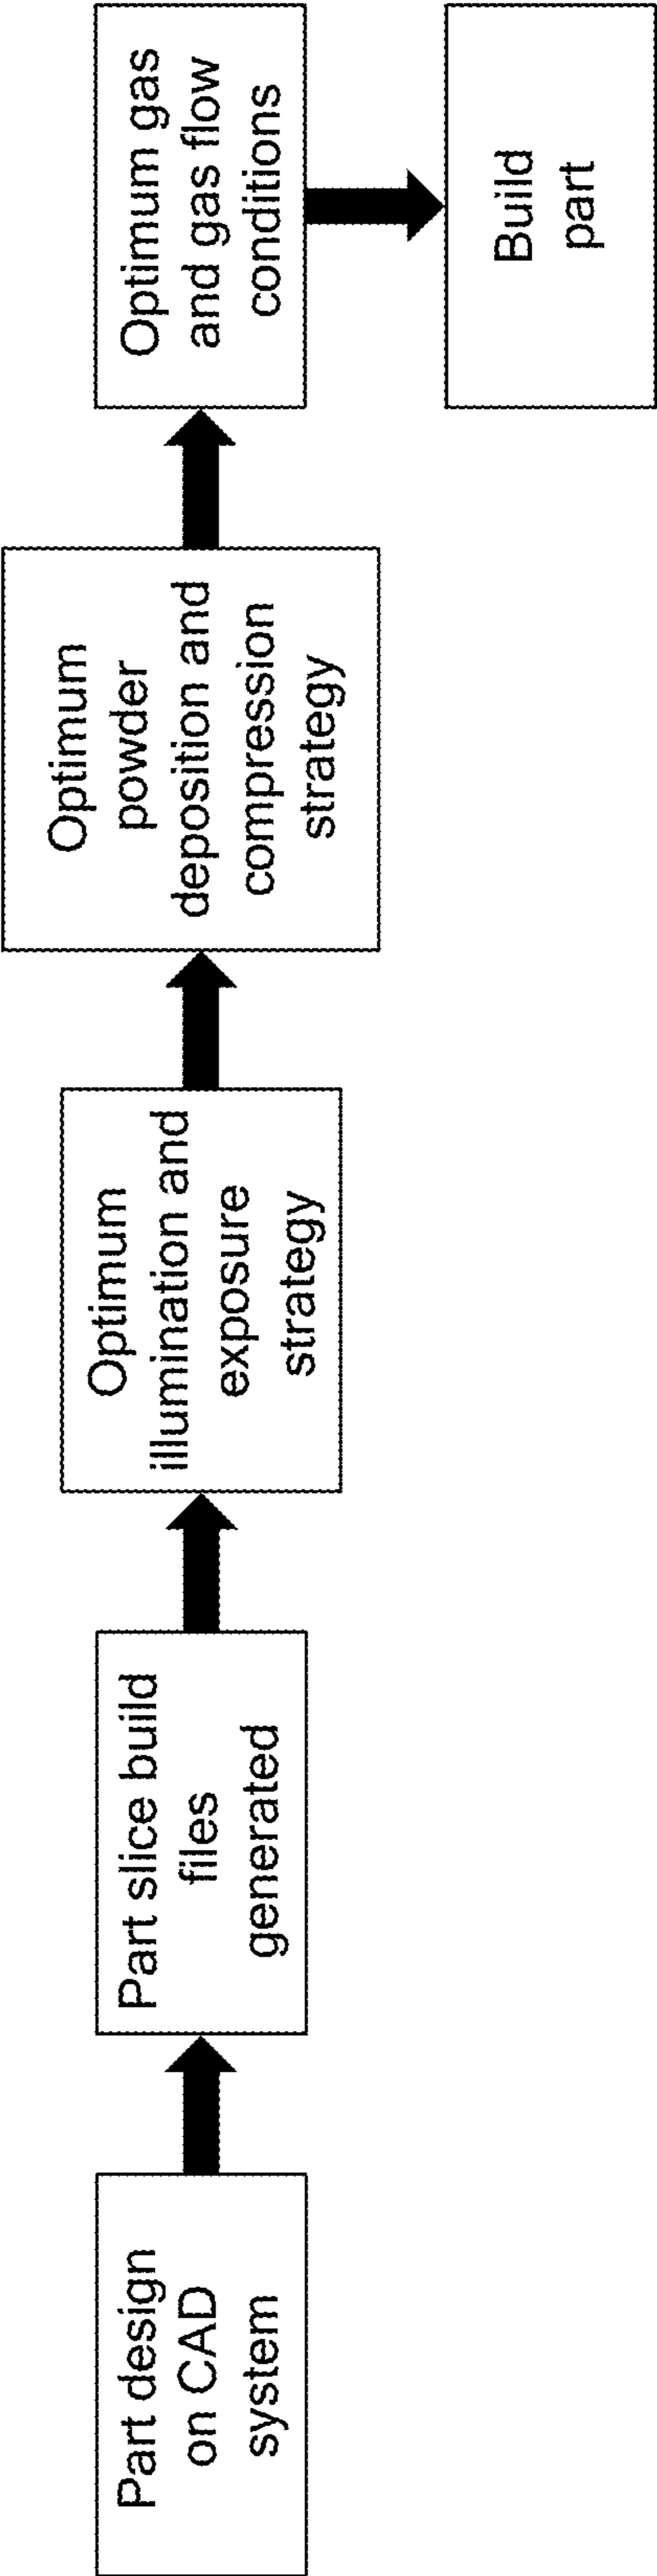 Part design
on CAD
system
Part slice build
files
generated
Optimum
illumination and
exposure
strategy
Optimum
powder
deposition and
compression
strategy
Optimum gas
and gas flow
conditions
Build
part